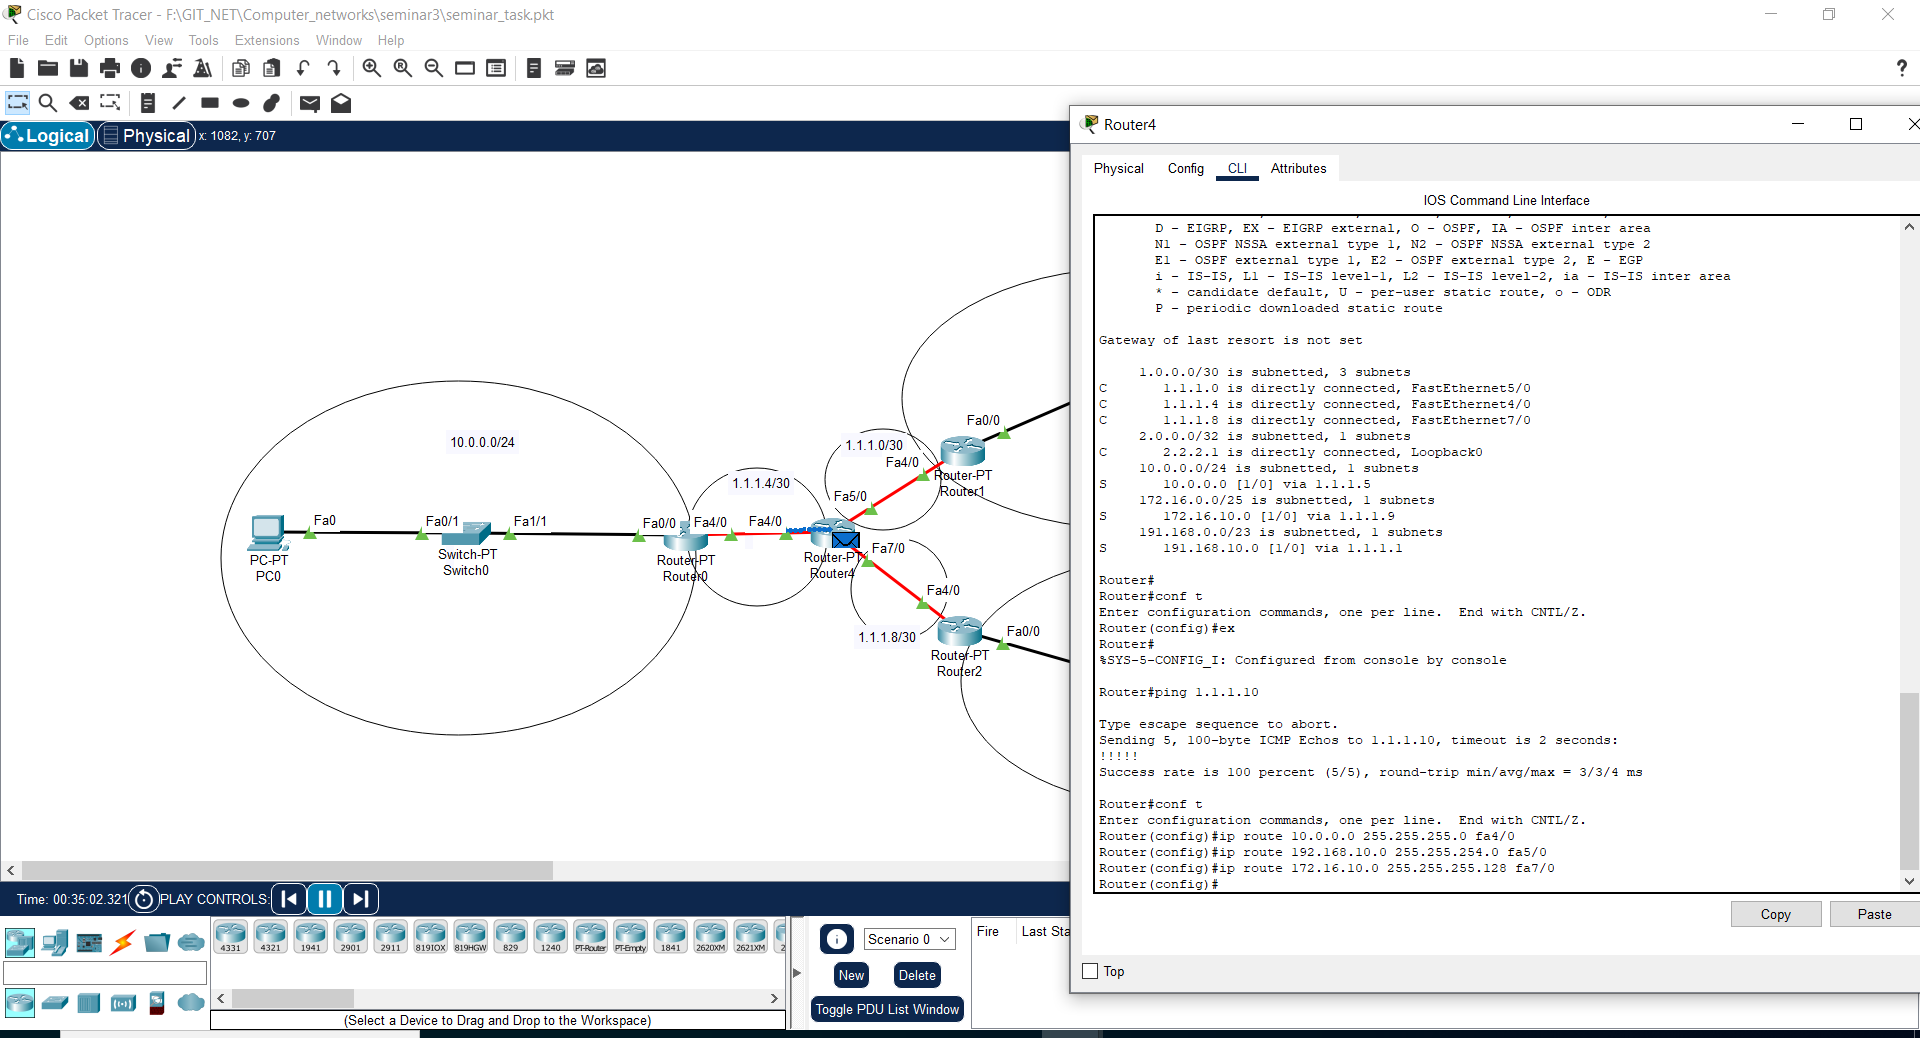 Cisco Packet Tracer - F:\GIT_NET\Computer_networks\seminar3\seminar_task.pkt
File Edit Options View Tools Extensions Window Help
?
Logical Physical x: 1082, y: 707
10.0.0.0/24
1.1.1.4/30
1.1.1.0/30
1.1.1.8/30
Fa0
Fa0/1
Fa1/1
Fa0/0
Fa4/0
Fa4/0
Fa5/0
Fa4/0
Fa0/0
Fa7/0
Fa4/0
Fa0/0
PC-PT
PC0
Switch-PT
Switch0
Router-PT
Router0
Router-PT
Router4
Router-PT
Router1
Router-PT
Router2
Router4
Physical Config CLI Attributes
IOS Command Line Interface
D - EIGRP, EX - EIGRP external, O - OSPF, IA - OSPF inter area
N1 - OSPF NSSA external type 1, N2 - OSPF NSSA external type 2
E1 - OSPF external type 1, E2 - OSPF external type 2, E - EGP
i - IS-IS, L1 - IS-IS level-1, L2 - IS-IS level-2, ia - IS-IS inter area
* - candidate default, U - per-user static route, o - ODR
P - periodic downloaded static route
Gateway of last resort is not set
1.0.0.0/30 is subnetted, 3 subnets
C 1.1.1.0 is directly connected, FastEthernet5/0
C 1.1.1.4 is directly connected, FastEthernet4/0
C 1.1.1.8 is directly connected, FastEthernet7/0
2.0.0.0/32 is subnetted, 1 subnets
C 2.2.2.1 is directly connected, Loopback0
10.0.0.0/24 is subnetted, 1 subnets
S 10.0.0.0 [1/0] via 1.1.1.5
172.16.0.0/25 is subnetted, 1 subnets
S 172.16.10.0 [1/0] via 1.1.1.9
191.168.0.0/23 is subnetted, 1 subnets
S 191.168.10.0 [1/0] via 1.1.1.1
Router#
Router#conf t
Enter configuration commands, one per line. End with CNTL/Z.
Router(config)#ex
Router#
%SYS-5-CONFIG_I: Configured from console by console
Router#ping 1.1.1.10
Type escape sequence to abort.
Sending 5, 100-byte ICMP Echos to 1.1.1.10, timeout is 2 seconds:
!!!!!
Success rate is 100 percent (5/5), round-trip min/avg/max = 3/3/4 ms
Router#conf t
Enter configuration commands, one per line. End with CNTL/Z.
Router(config)#ip route 10.0.0.0 255.255.255.0 fa4/0
Router(config)#ip route 192.168.10.0 255.255.254.0 fa5/0
Router(config)#ip route 172.16.10.0 255.255.255.128 fa7/0
Router(config)#
Copy Paste
Top
Time: 00:35:02.321 PLAY CONTROLS:
4331 4321 1941 2901 2911 819IOX 819HGW 829 1240 PT-Router PT-Empty 1841 2620XM 2621XM 2
(Select a Device to Drag and Drop to the Workspace)
Scenario 0
New Delete
Toggle PDU List Window
Fire Last Sta